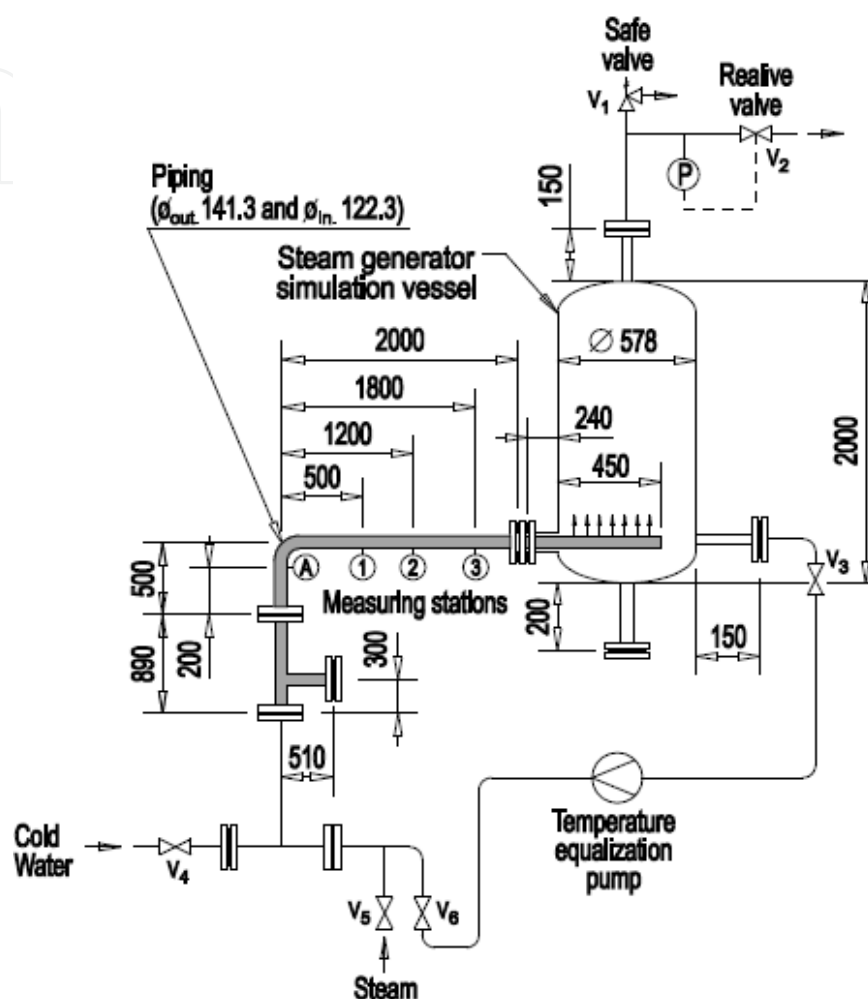 Safe
valve
V1
Realive
valve
V2
P
150
Piping
(øout. 141.3 and øin. 122.3)
Steam generator
simulation vessel
2000
Ø 578
1800
240
1200
450
500
2000
A
1
2
3
Measuring stations
500
200
890
300
200
150
V3
510
Temperature
equalization
pump
Cold
Water
V4
V5
V6
Steam